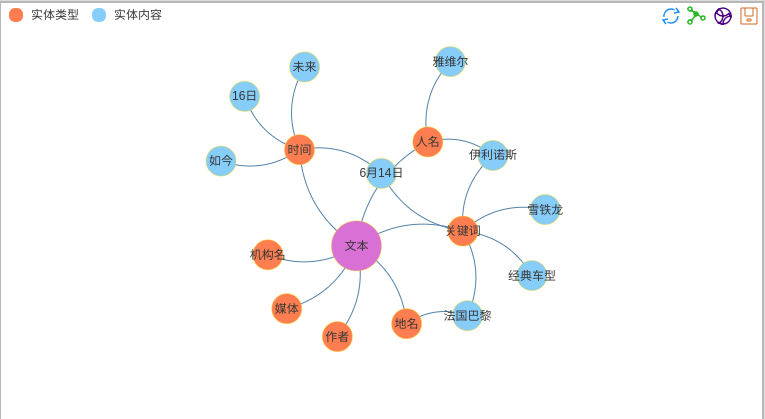 实体类型
实体内容
未来
雅维尔
16日
人名
时间
伊利诺斯
如今
6月14日
雪铁龙
关键词
文本
机构名
经典车型
媒体
法国巴黎
地名
作者